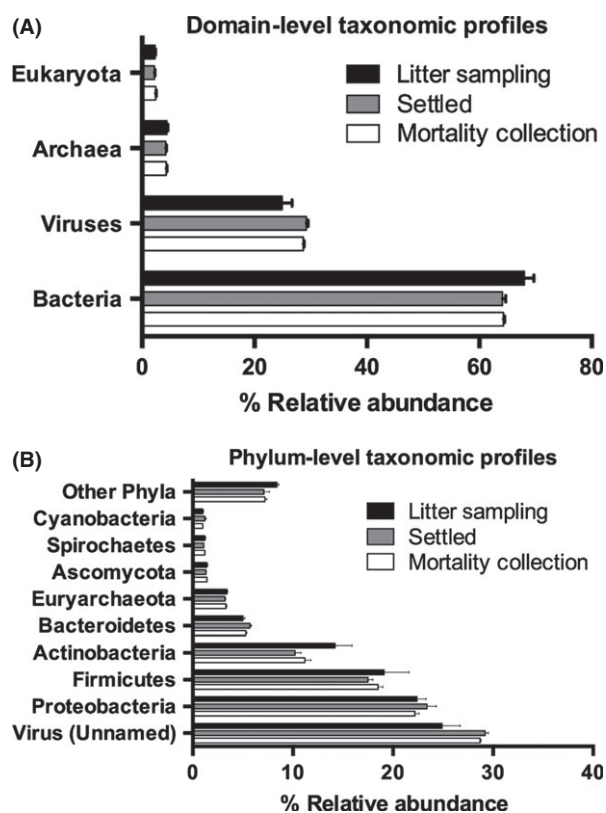 (A)
Domain-level taxonomic profiles
Eukaryota
Archaea
Viruses
Bacteria
Litter sampling
Settled
Mortality collection
0 20 40 60 80
% Relative abundance
(B)
Phylum-level taxonomic profiles
Other Phyla
Cyanobacteria
Spirochaetes
Ascomycota
Euryarchaeota
Bacteroidetes
Actinobacteria
Firmicutes
Proteobacteria
Virus (Unnamed)
Litter sampling
Settled
Mortality collection
0 10 20 30 40
% Relative abundance